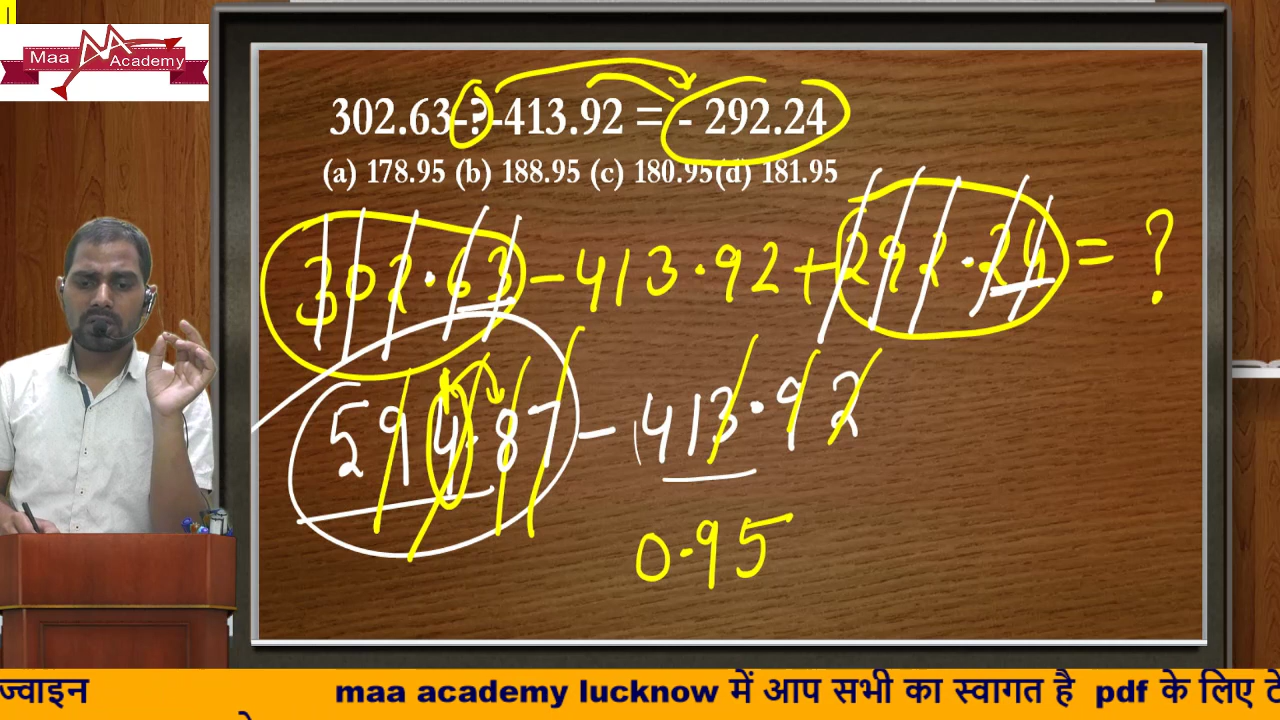 Maa Academy
302.63-?-413.92 = - 292.24
(a) 178.95 (b) 188.95 (c) 180.95(d) 181.95
302.63 - 413.92 + 292.24 = ?
594.87 - 413.92
0.95
ज्वाइन maa academy lucknow में आप सभी का स्वागत है pdf के लिए